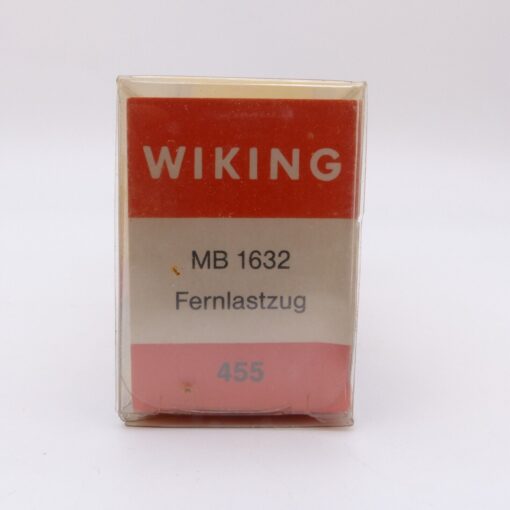 WIKING
MB 1632
Fernlastzug
455